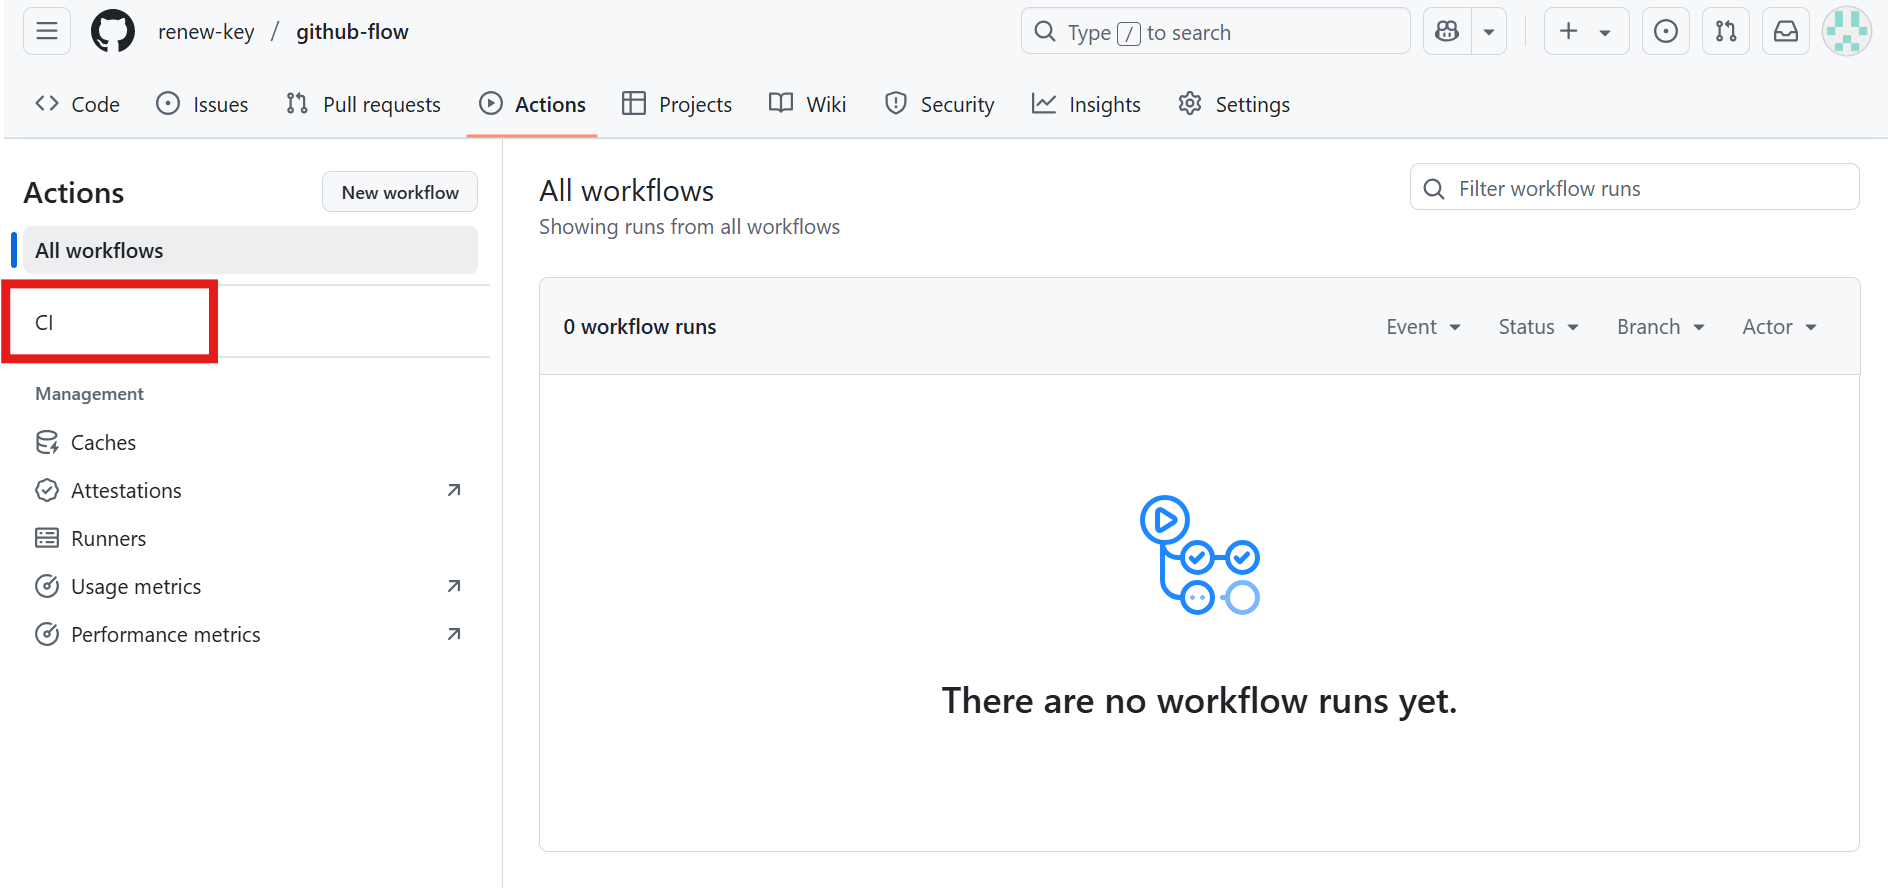 renew-key / github-flow
Type / to search
Code Issues Pull requests Actions Projects Wiki Security Insights Settings
Actions
New workflow
All workflows
CI
Management
Caches
Attestations
Runners
Usage metrics
Performance metrics
All workflows
Showing runs from all workflows
Filter workflow runs
0 workflow runs
Event Status Branch Actor
There are no workflow runs yet.